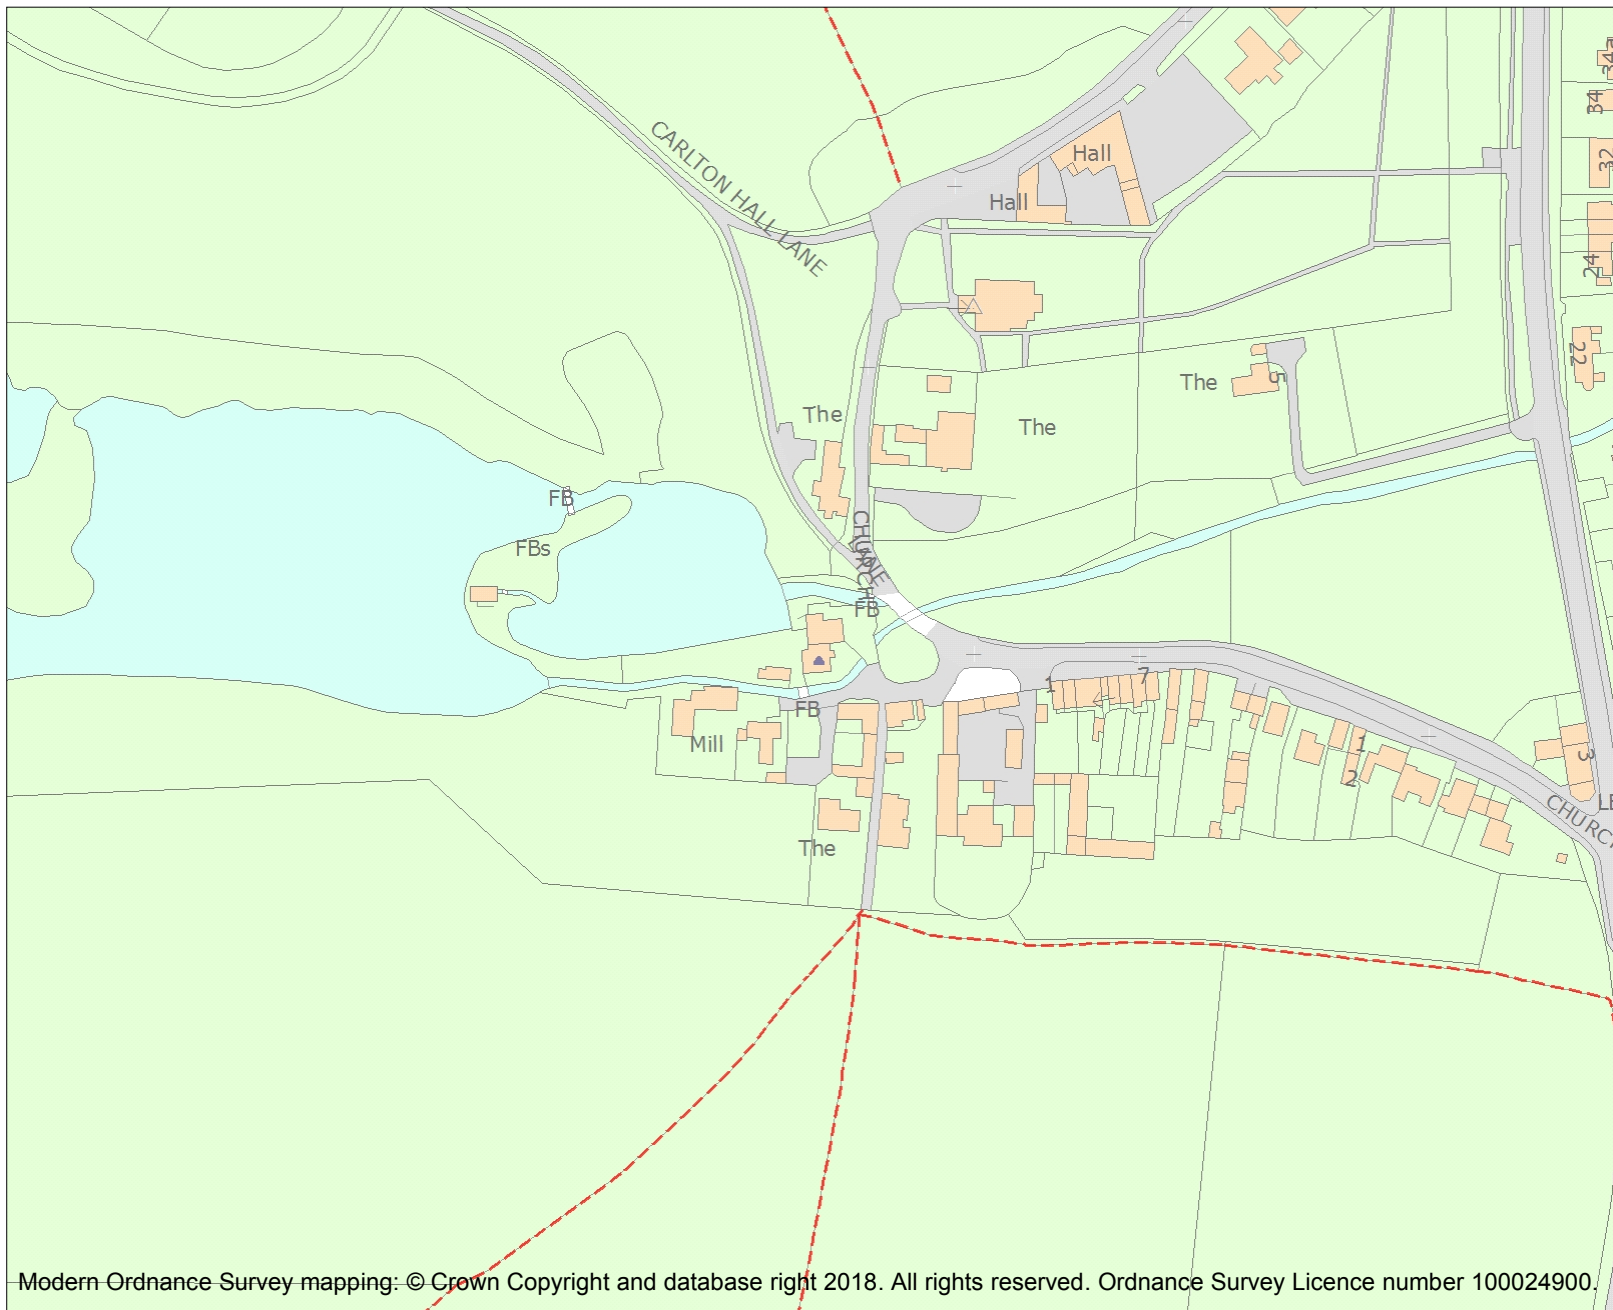 34a
34
CARLTON HALL LANE
Hall
32
Hall
24
22
The
5
The
The
FB
CHURCH
LANE
FBs
FB
7
1
FB
Mill
1
3
2
The
Modern Ordnance Survey mapping: © Crown Copyright and database right 2018. All rights reserved. Ordnance Survey Licence number 100024900.